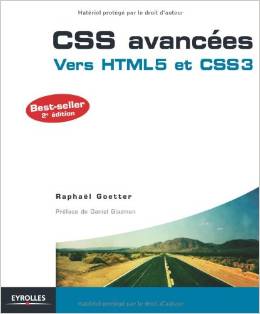 Matériel protégé par le droit d'auteur
CSS avancées
Vers HTML5 et CSS3
Best-seller
2e édition
Raphaël Goetter
Préface de Daniel Glazman
EYROLLES
Matériel protégé par le droit d'auteur